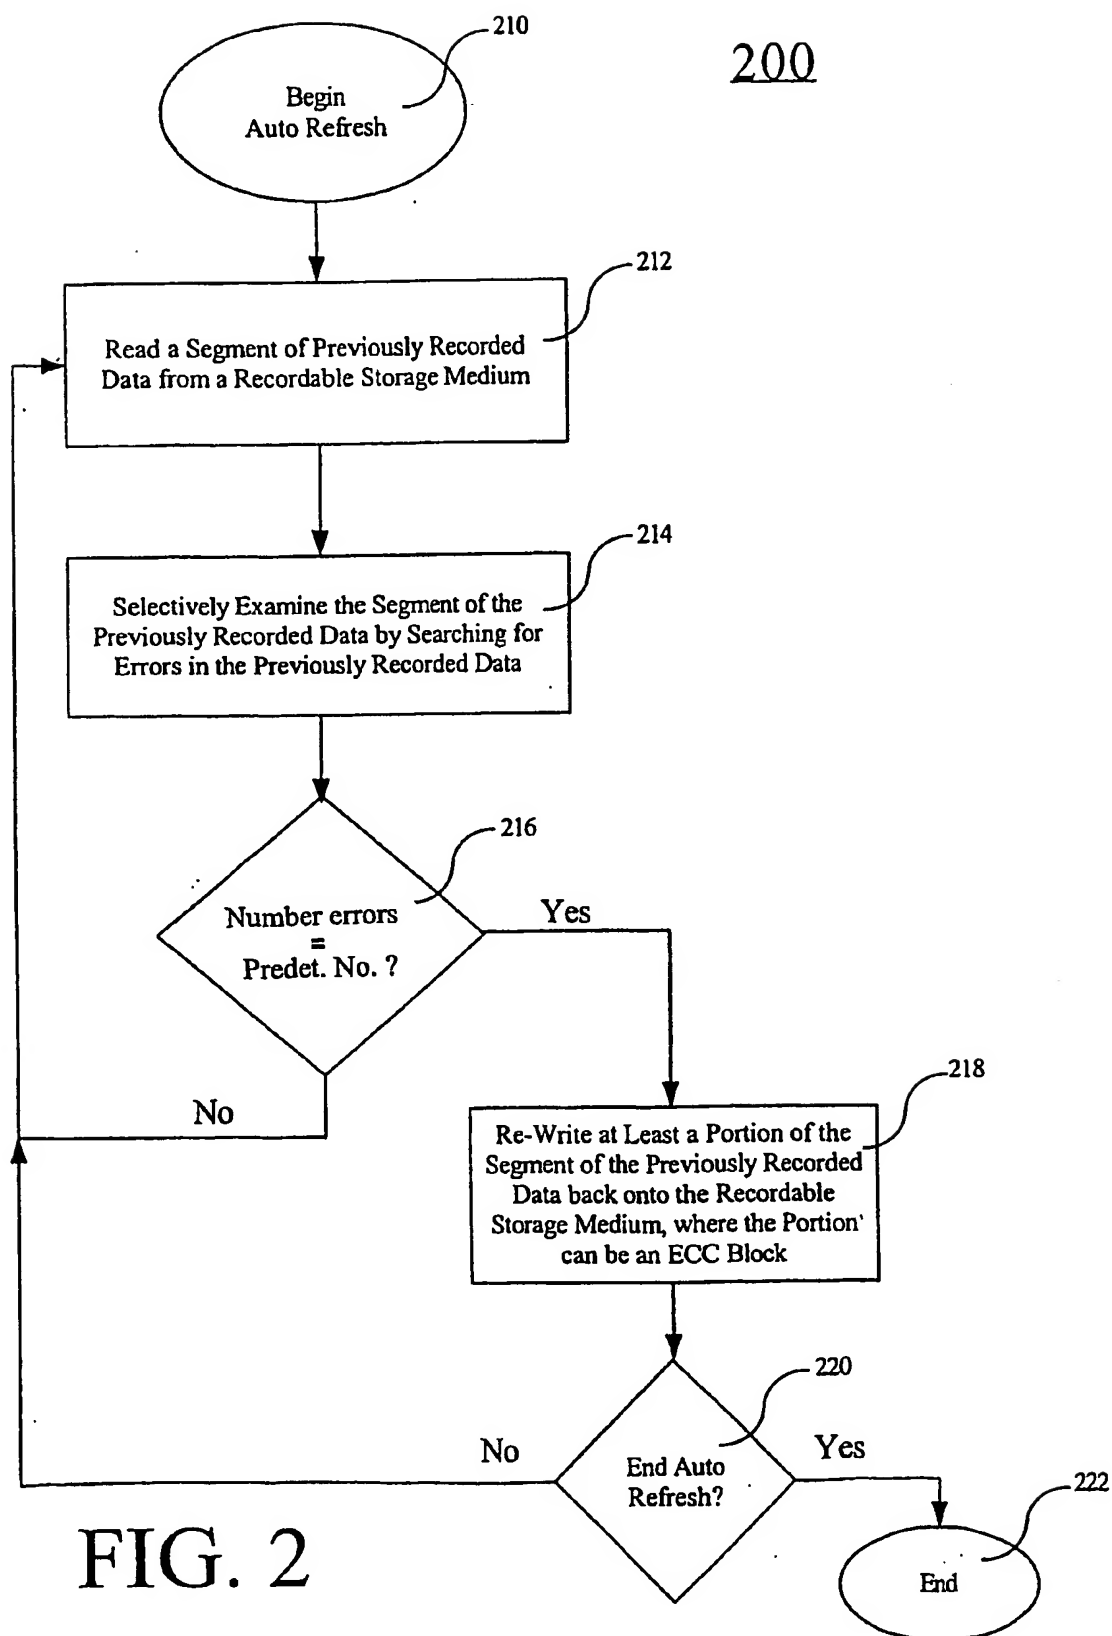 210
200
Begin
Auto Refresh
212
Read a Segment of Previously Recorded
Data from a Recordable Storage Medium
214
Selectively Examine the Segment of the
Previously Recorded Data by Searching for
Errors in the Previously Recorded Data
216
Number errors
=
Predet. No. ?
Yes
No
218
Re-Write at Least a Portion of the
Segment of the Previously Recorded
Data back onto the Recordable
Storage Medium, where the Portion
can be an ECC Block
220
End Auto
Refresh?
No
Yes
222
End
FIG. 2